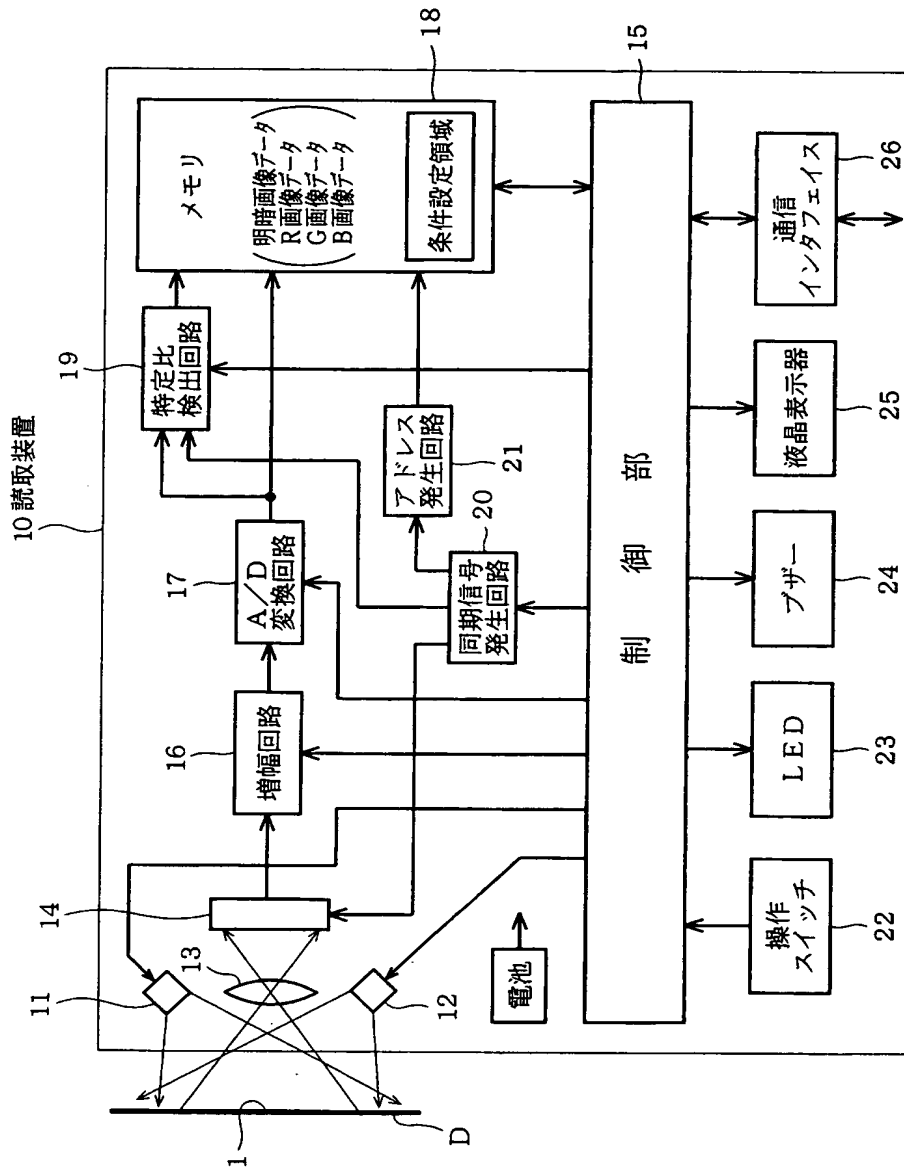 10 読取装置
11
13
14
16
増幅回路
17
A/D
変換回路
19
特定比
検出回路
18
メモリ
明暗画像データ
R画像データ
G画像データ
B画像データ
条件設定領域
1
D
12
20
同期信号
発生回路
21
アドレス
発生回路
電池
15
制御部
操作
スイッチ
22
LED
23
ブザー
24
液晶表示器
25
通信
インタフェイス
26